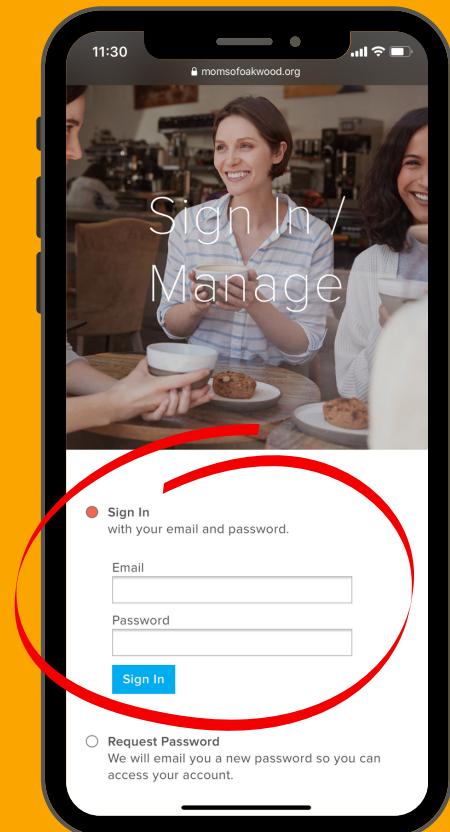 11:30
momsofoakwood.org
Sign In /
Manage
Sign In
with your email and password.
Email
Password
Sign In
Request Password
We will email you a new password so you can
access your account.